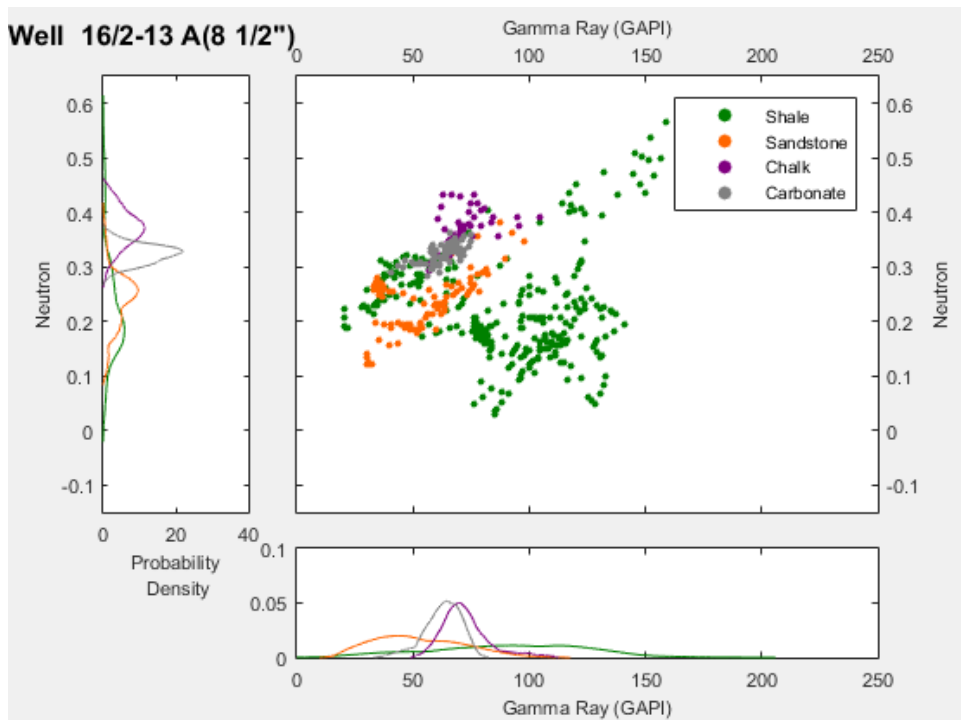 Well 16/2-13 A(8 1/2")
Gamma Ray (GAPI)
0 50 100 150 200 250
0.6
0.5
0.4
0.3
0.2
0.1
0
-0.1
Neutron
0 20 40
Probability
Density
Shale
Sandstone
Chalk
Carbonate
0.6
0.5
0.4
0.3
0.2
0.1
0
-0.1
Neutron
0.1
0.05
0
0 50 100 150 200 250
Gamma Ray (GAPI)